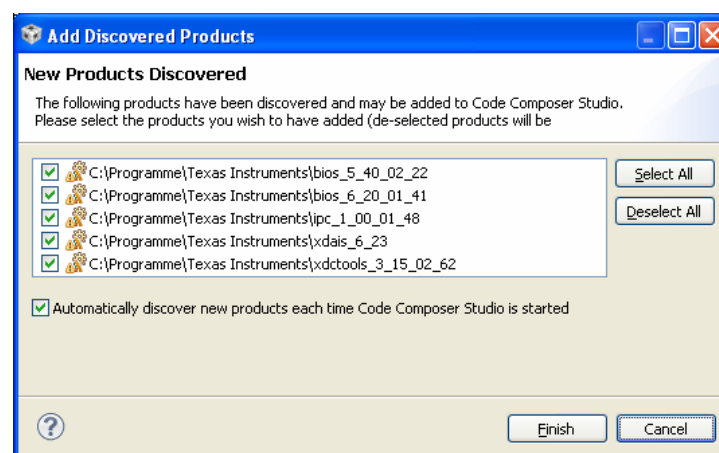 Add Discovered Products
New Products Discovered
The following products have been discovered and may be added to Code Composer Studio.
Please select the products you wish to have added (de-selected products will be
C:\Programme\Texas Instruments\bios_5_40_02_22
C:\Programme\Texas Instruments\bios_6_20_01_41
C:\Programme\Texas Instruments\ipc_1_00_01_48
C:\Programme\Texas Instruments\xdais_6_23
C:\Programme\Texas Instruments\xdctools_3_15_02_62
Select All
Deselect All
Automatically discover new products each time Code Composer Studio is started
?
Finish
Cancel